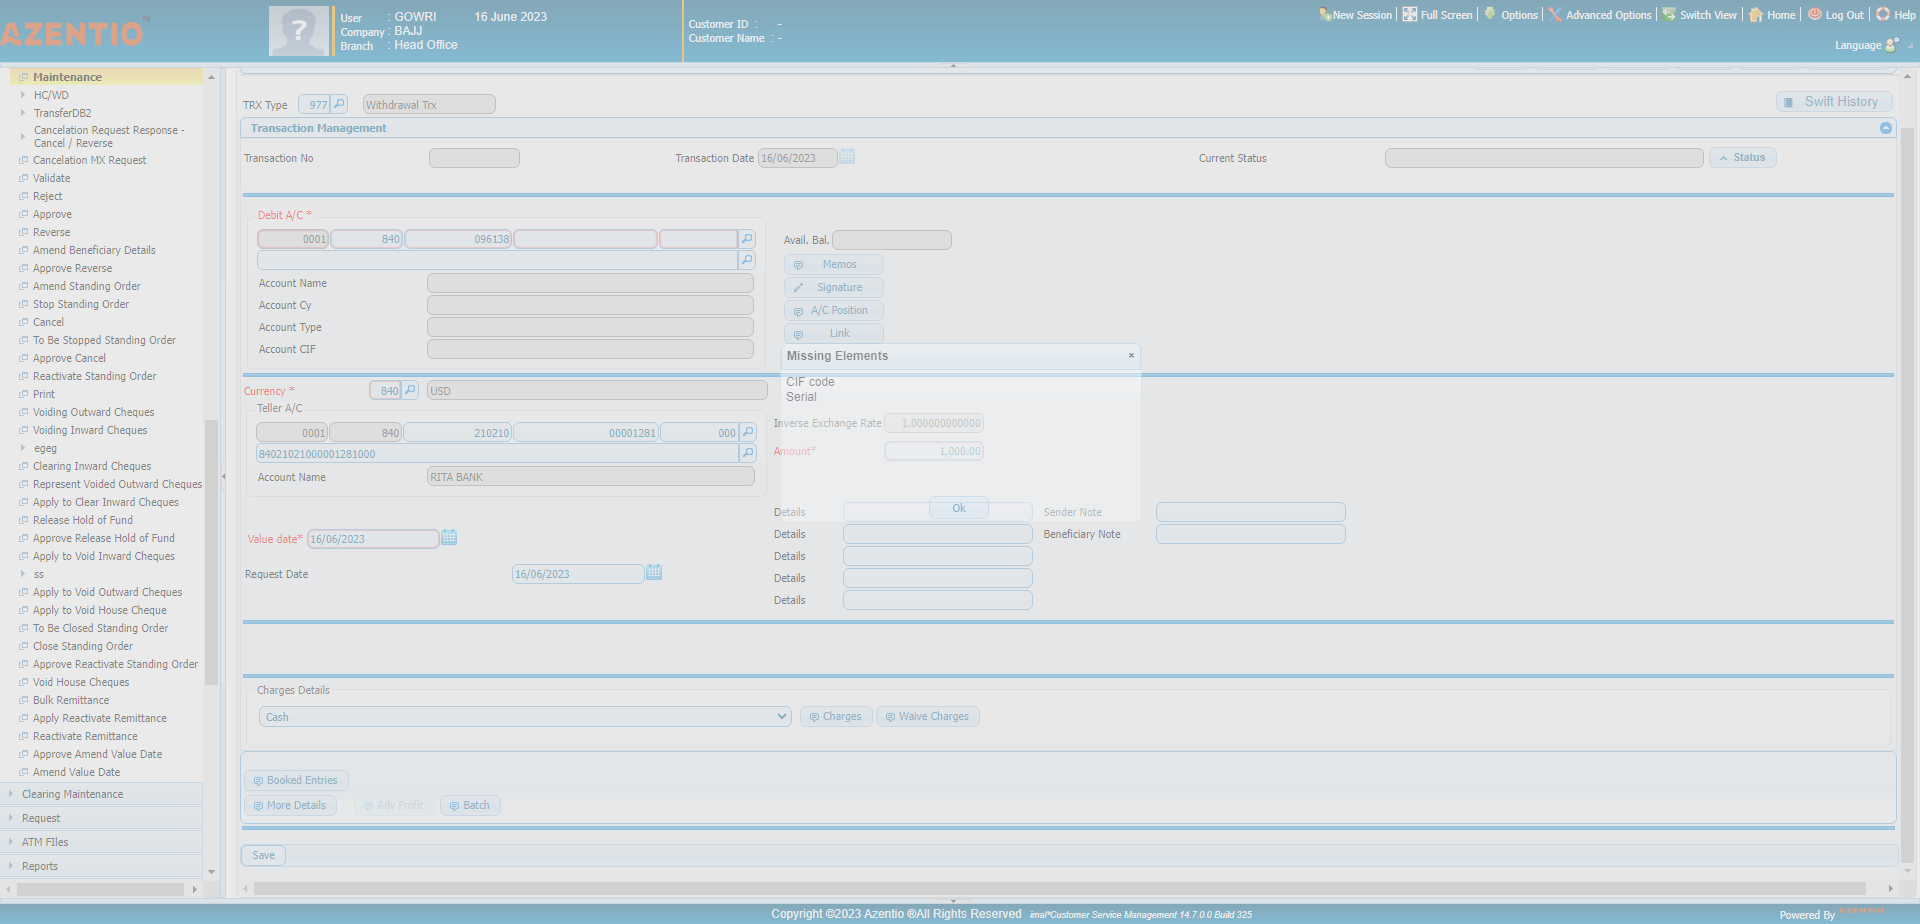 AZENTIO™
User : GOWRI 16 June 2023
Company : BAJJ
Branch : Head Office
Customer ID : -
Customer Name : -
New Session Full Screen Options Advanced Options Switch View Home Log Out Help
Language
Maintenance
HC/WD
TransferDB2
Cancelation Request Response -
Cancel / Reverse
Cancelation MX Request
Validate
Reject
Approve
Reverse
Amend Beneficiary Details
Approve Reverse
Amend Standing Order
Stop Standing Order
Cancel
To Be Stopped Standing Order
Approve Cancel
Reactivate Standing Order
Print
Voiding Outward Cheques
Voiding Inward Cheques
egeg
Clearing Inward Cheques
Represent Voided Outward Cheques
Apply to Clear Inward Cheques
Release Hold of Fund
Approve Release Hold of Fund
Apply to Void Inward Cheques
ss
Apply to Void Outward Cheques
Apply to Void House Cheque
To Be Closed Standing Order
Close Standing Order
Approve Reactivate Standing Order
Void House Cheques
Bulk Remittance
Apply Reactivate Remittance
Reactivate Remittance
Approve Amend Value Date
Amend Value Date
Clearing Maintenance
Request
ATM FIles
Reports
TRX Type 977 Withdrawal Trx
Swift History
Transaction Management
Transaction No Transaction Date 16/06/2023 Current Status Status
Debit A/C *
0001 840 096138
Avail. Bal.
Memos
Signature
A/C Position
Link
Account Name
Account Cy
Account Type
Account CIF
Missing Elements ×
CIF code
Serial
Ok
Currency * 840 USD
Teller A/C
0001 840 210210 00001281 000
84021021000001281000
Account Name RITA BANK
Inverse Exchange Rate 1.000000000000
Amount* 1,000.00
Value date* 16/06/2023
Request Date 16/06/2023
Details Sender Note
Details Beneficiary Note
Details
Details
Details
Charges Details
Cash Charges Waive Charges
Booked Entries
More Details Adv Profit Batch
Save
Copyright ©2023 Azentio ®All Rights Reserved imal*Customer Service Management 14.7.0.0 Build 325
Powered By AZENTIO